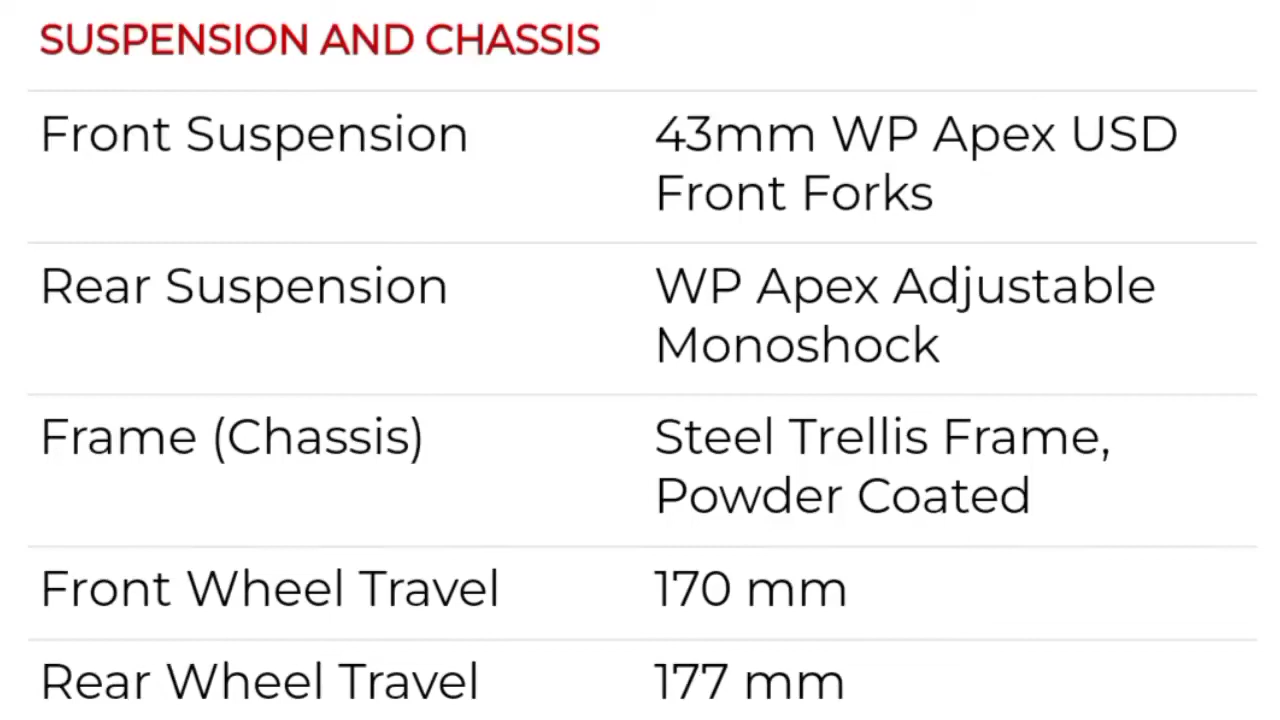 SUSPENSION AND CHASSIS
Front Suspension 43mm WP Apex USD
Front Forks
Rear Suspension WP Apex Adjustable
Monoshock
Frame (Chassis) Steel Trellis Frame,
Powder Coated
Front Wheel Travel 170 mm
Rear Wheel Travel 177 mm